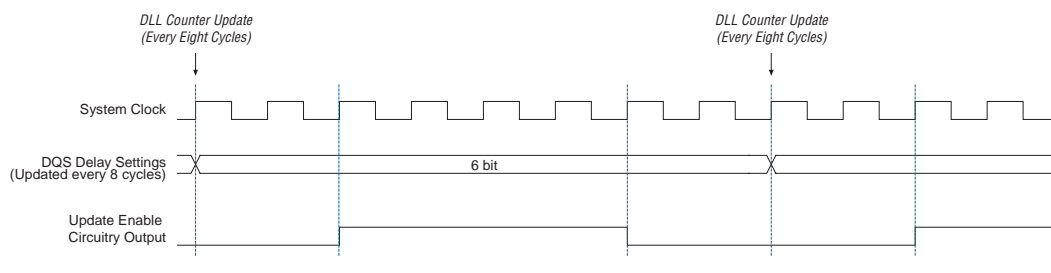 DLL Counter Update
(Every Eight Cycles)
DLL Counter Update
(Every Eight Cycles)
System Clock
DQS Delay Settings
(Updated every 8 cycles)
6 bit
Update Enable
Circuitry Output